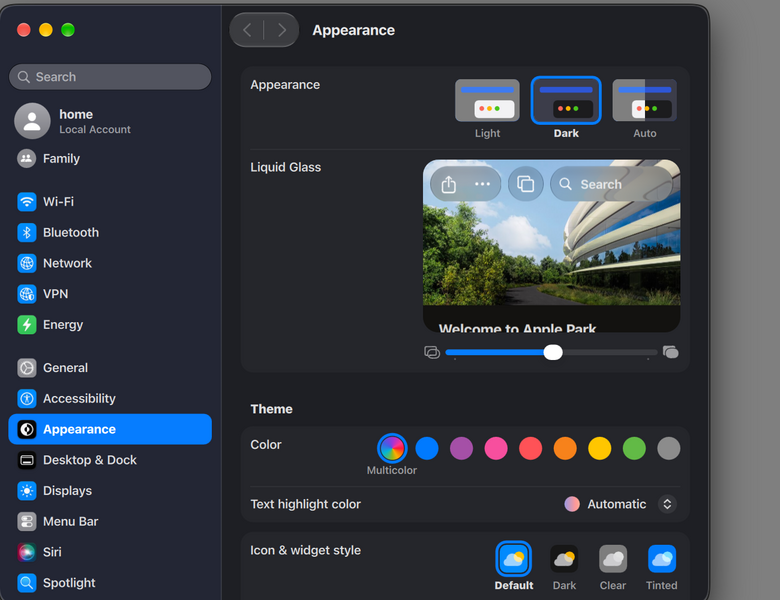 Search
home
Local Account
Family
Wi-Fi
Bluetooth
Network
VPN
Energy
General
Accessibility
Appearance
Desktop & Dock
Displays
Menu Bar
Siri
Spotlight
Appearance
Appearance
Light
Dark
Auto
Liquid Glass
Search
Welcome to Apple Park
Theme
Color
Multicolor
Text highlight color
Automatic
Icon & widget style
Default
Dark
Clear
Tinted